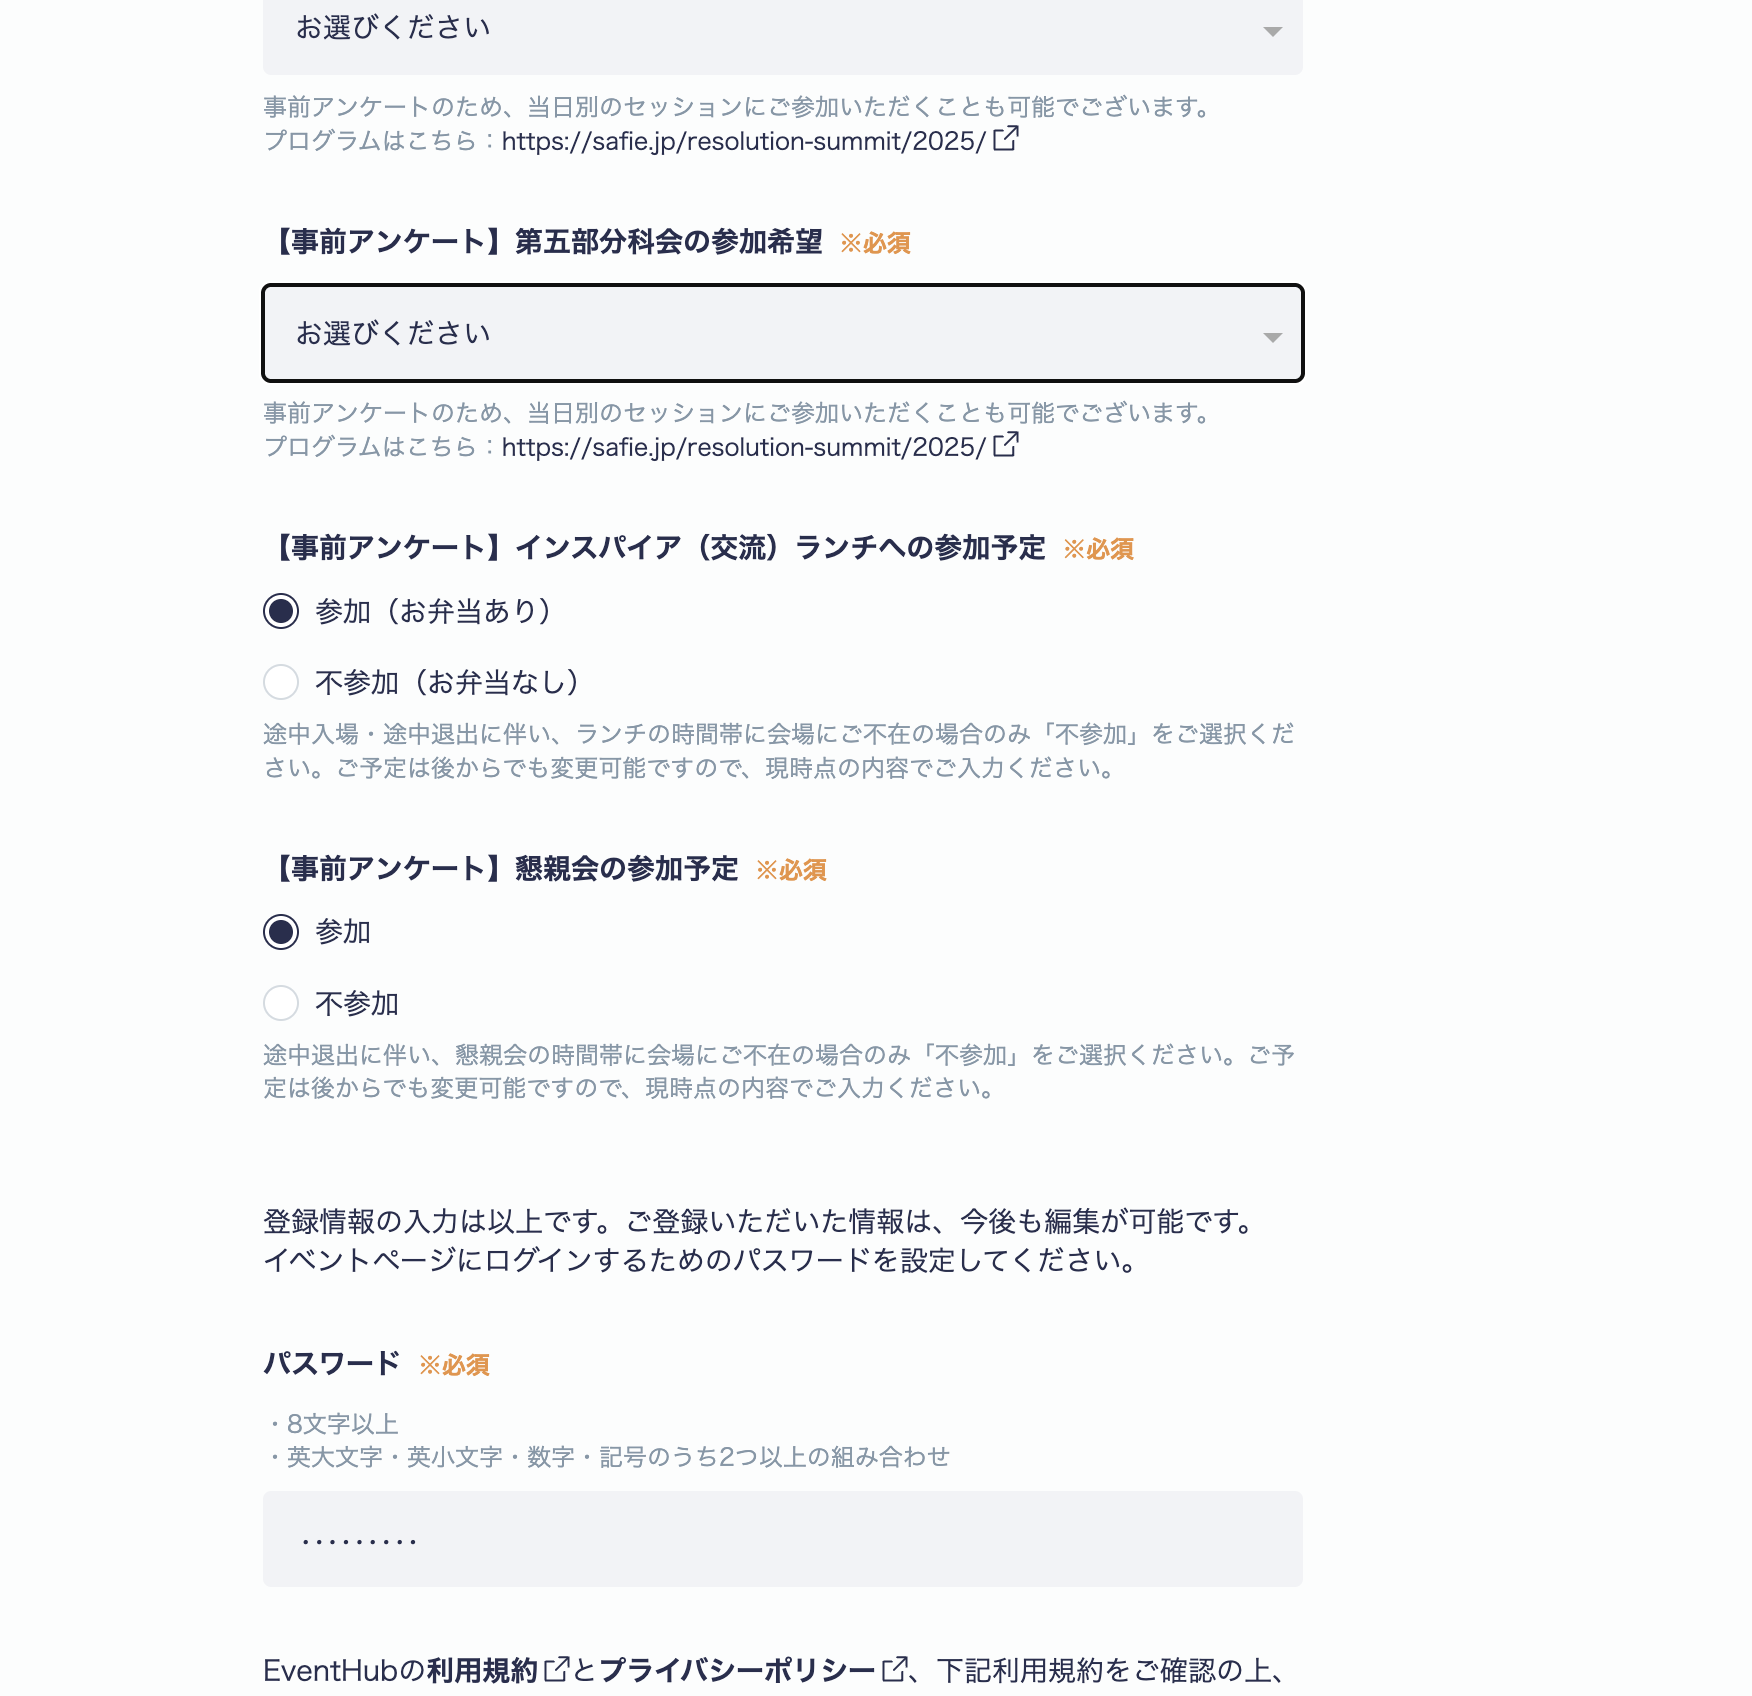 お選びください
事前アンケートのため、当日別のセッションにご参加いただくことも可能でございます。
プログラムはこちら：https://safie.jp/resolution-summit/2025/
【事前アンケート】第五部分科会の参加希望 ※必須
お選びください
事前アンケートのため、当日別のセッションにご参加いただくことも可能でございます。
プログラムはこちら：https://safie.jp/resolution-summit/2025/
【事前アンケート】インスパイア（交流）ランチへの参加予定 ※必須
参加（お弁当あり）
不参加（お弁当なし）
途中入場・途中退出に伴い、ランチの時間帯に会場にご不在の場合のみ「不参加」をご選択くだ
さい。ご予定は後からでも変更可能ですので、現時点の内容でご入力ください。
【事前アンケート】懇親会の参加予定 ※必須
参加
不参加
途中退出に伴い、懇親会の時間帯に会場にご不在の場合のみ「不参加」をご選択ください。ご予
定は後からでも変更可能ですので、現時点の内容でご入力ください。
登録情報の入力は以上です。ご登録いただいた情報は、今後も編集が可能です。
イベントページにログインするためのパスワードを設定してください。
パスワード ※必須
・8文字以上
・英大文字・英小文字・数字・記号のうち2つ以上の組み合わせ
·········
EventHubの利用規約とプライバシーポリシー、下記利用規約をご確認の上、